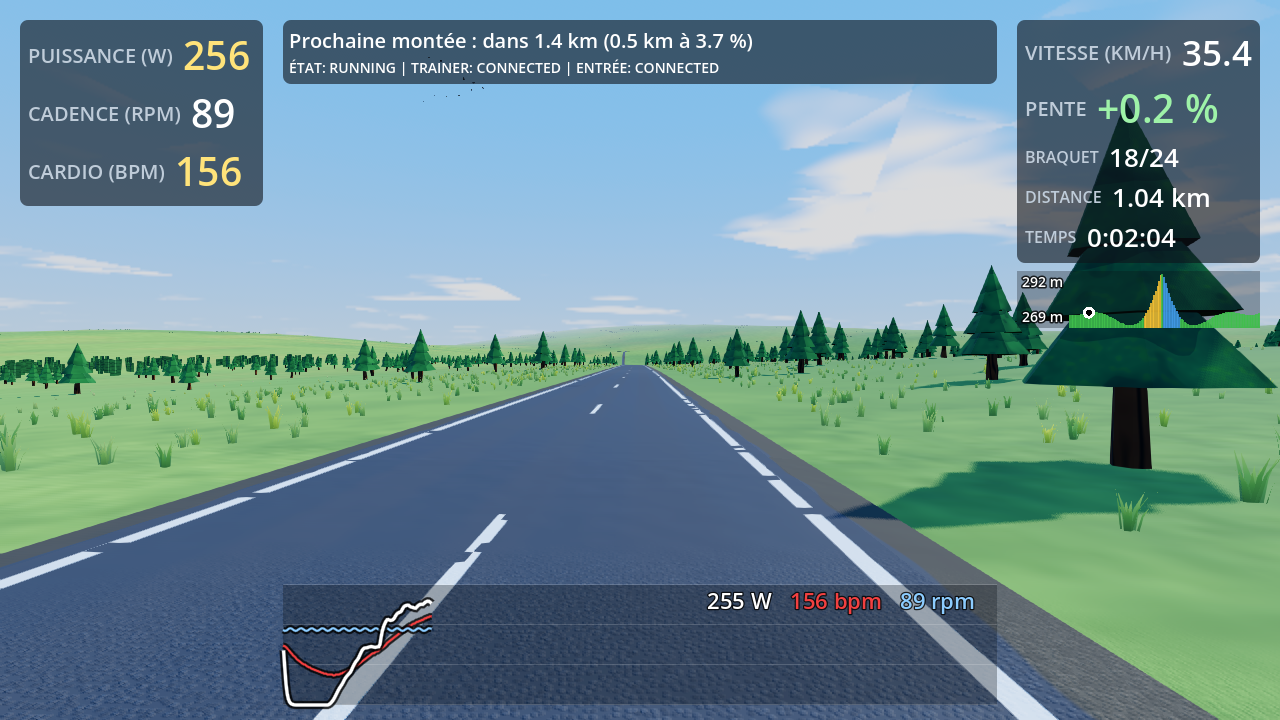 PUISSANCE (W) 256
CADENCE (RPM) 89
CARDIO (BPM) 156
Prochaine montée : dans 1.4 km (0.5 km à 3.7 %)
ÉTAT: RUNNING | TRAINER: CONNECTED | ENTRÉE: CONNECTED
VITESSE (KM/H) 35.4
PENTE +0.2 %
BRAQUET 18/24
DISTANCE 1.04 km
TEMPS 0:02:04
292 m
269 m
255 W 156 bpm 89 rpm